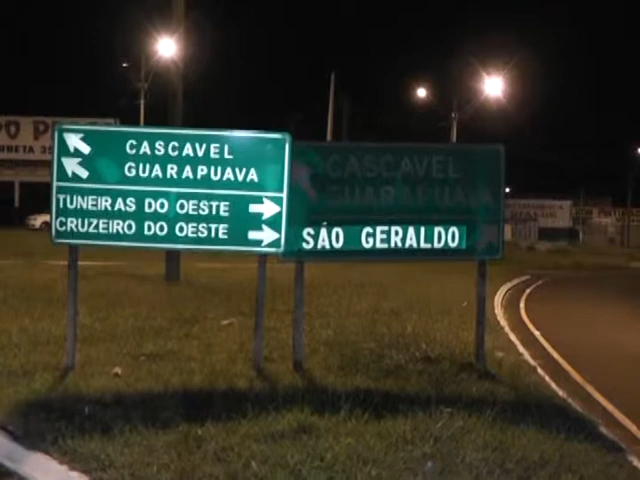 CASCAVEL
GUARAPUAVA
TUNEIRAS DO OESTE
CRUZEIRO DO OESTE
CASCAVEL
GUARAPUAVA
SÃO GERALDO